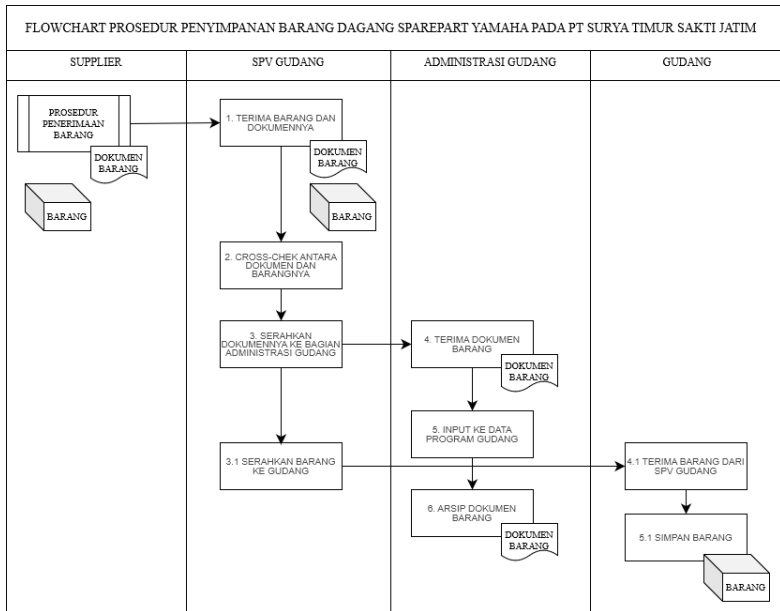 FLOWCHART PROSEDUR PENYIMPANAN BARANG DAGANG SPAREPART YAMAHA PADA PT SURYA TIMUR SAKTI JATIM
SUPPLIER
SPV GUDANG
ADMINISTRASI GUDANG
GUDANG
PROSEDUR
PENERIMAAN
BARANG
DOKUMEN
BARANG
BARANG
1. TERIMA BARANG DAN
DOKUMENNYA
DOKUMEN
BARANG
BARANG
2. CROSS-CHEK ANTARA
DOKUMEN DAN
BARANGNYA
3. SERAHKAN
DOKUMENNYA KE BAGIAN
ADMINISTRASI GUDANG
4. TERIMA DOKUMEN
BARANG
DOKUMEN
BARANG
5. INPUT KE DATA
PROGRAM GUDANG
3.1 SERAHKAN BARANG
KE GUDANG
4.1 TERIMA BARANG DARI
SPV GUDANG
6. ARSIP DOKUMEN
BARANG
DOKUMEN
BARANG
5.1 SIMPAN BARANG
BARANG